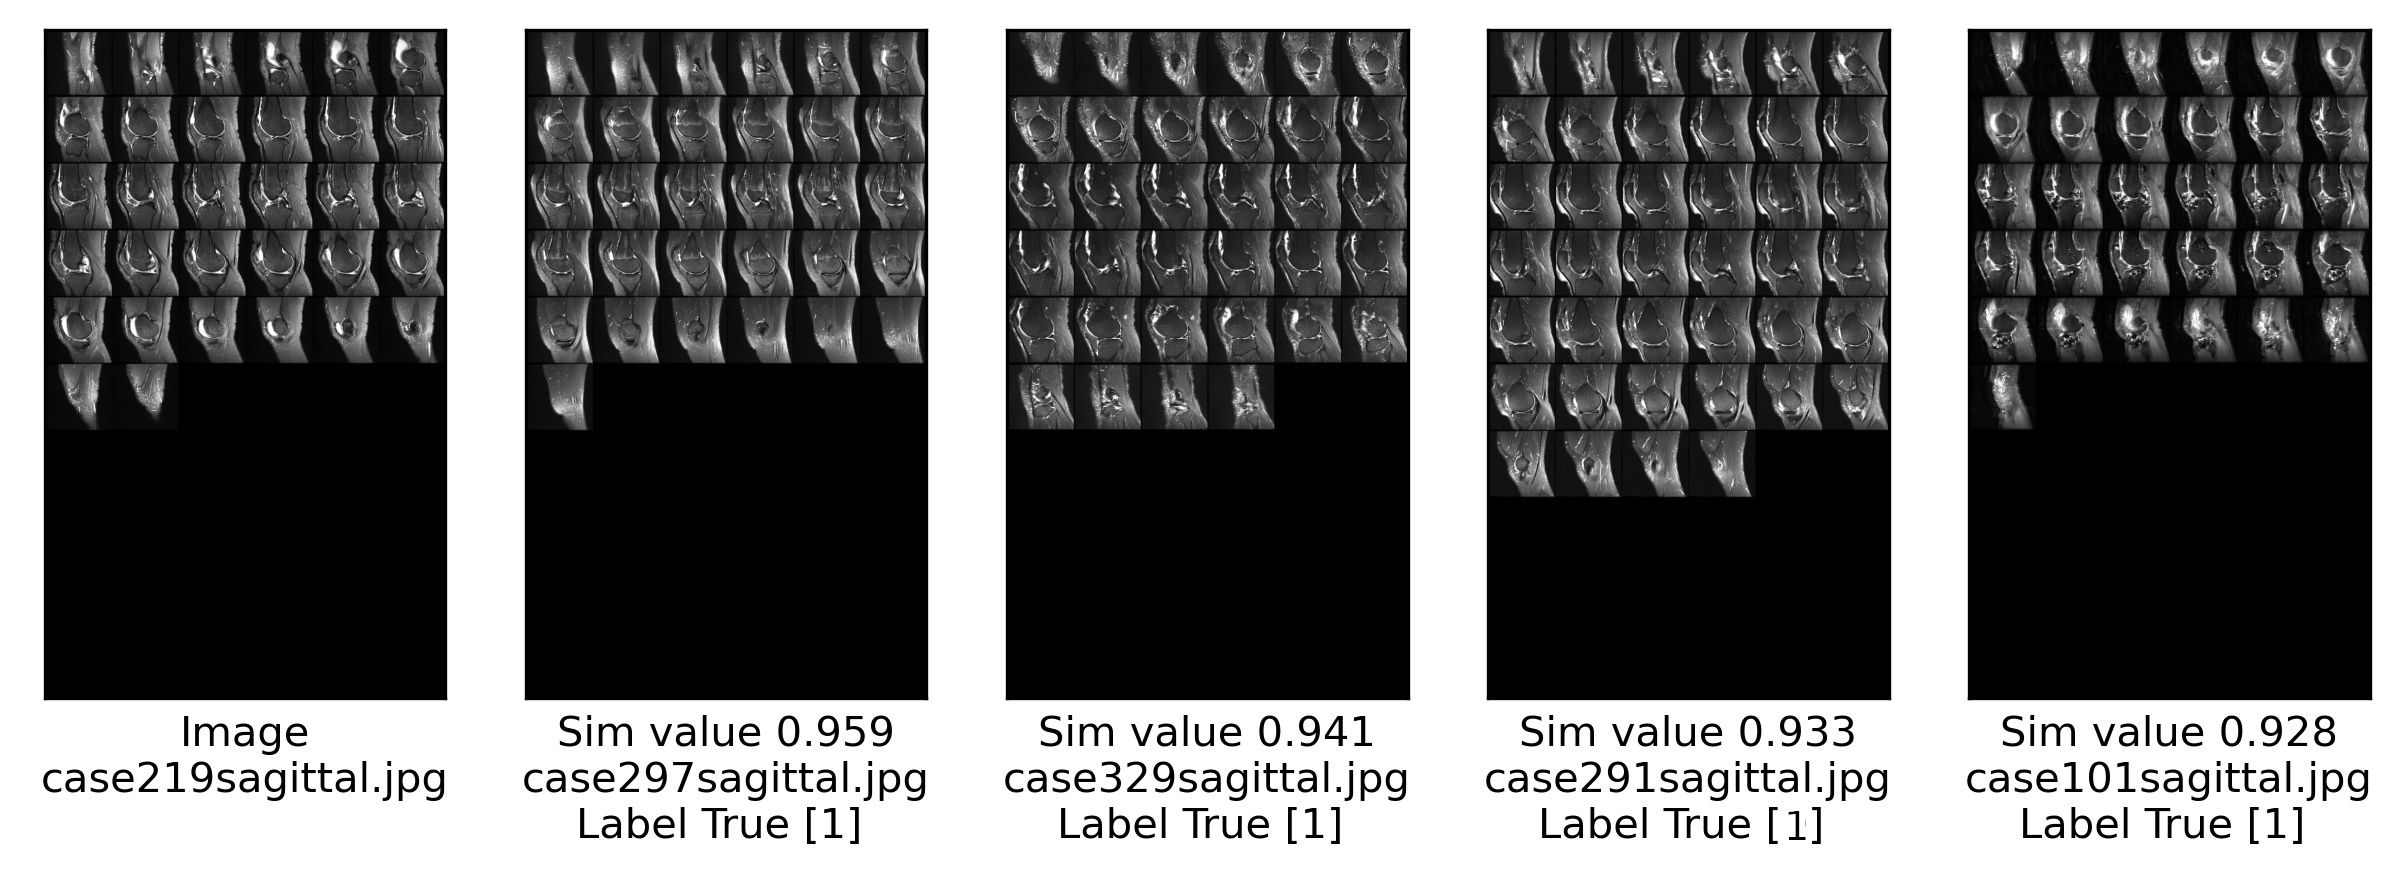 Image
case219sagittal.jpg
Sim value 0.959
case297sagittal.jpg
Label True [1]
Sim value 0.941
case329sagittal.jpg
Label True [1]
Sim value 0.933
case291sagittal.jpg
Label True [1]
Sim value 0.928
case101sagittal.jpg
Label True [1]